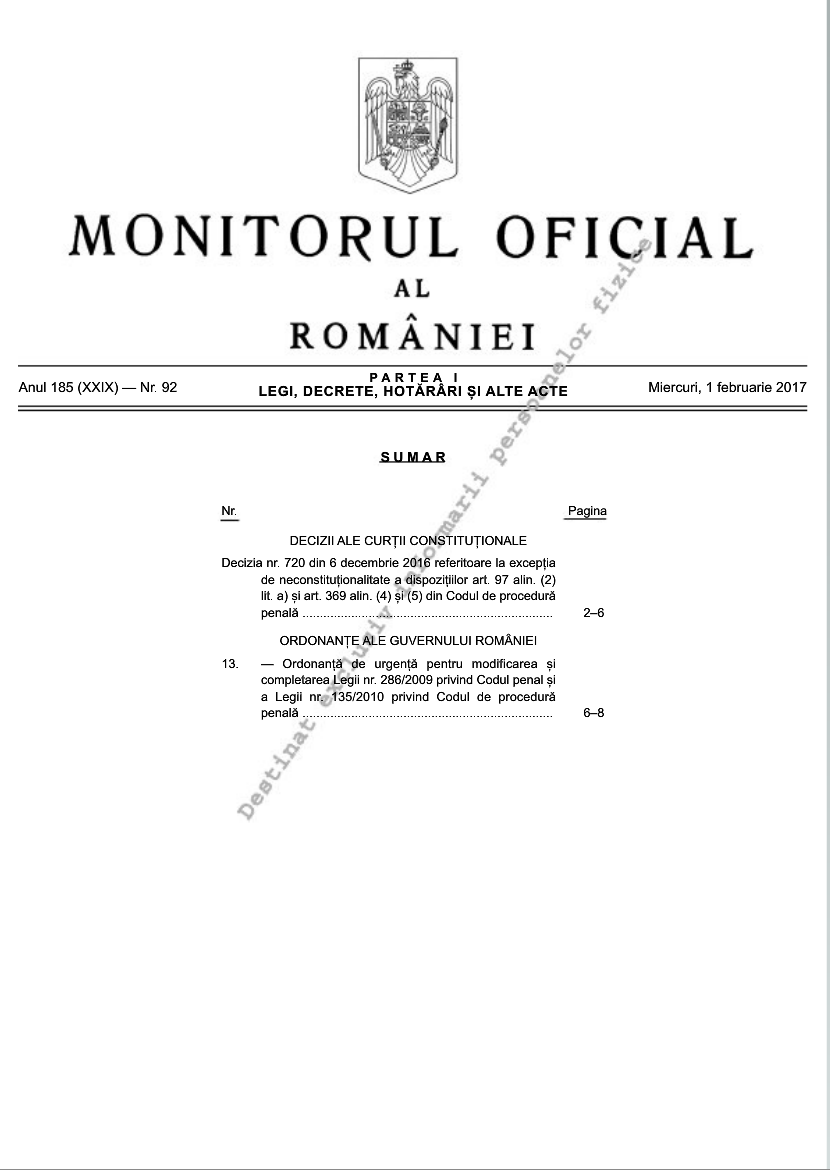 MONITORUL OFICIAL
AL
ROMÂNIEI
Anul 185 (XXIX) — Nr. 92
PARTEA I
LEGI, DECRETE, HOTĂRÂRI ȘI ALTE ACTE
Miercuri, 1 februarie 2017
SUMAR
Nr.
Pagina
DECIZII ALE CURȚII CONSTITUȚIONALE
Decizia nr. 720 din 6 decembrie 2016 referitoare la excepția
de neconstituționalitate a dispozițiilor art. 97 alin. (2)
lit. a) și art. 369 alin. (4) și (5) din Codul de procedură
penală ........................................................................ 2–6
ORDONANȚE ALE GUVERNULUI ROMÂNIEI
13. — Ordonanță de urgență pentru modificarea și
completarea Legii nr. 286/2009 privind Codul penal și
a Legii nr. 135/2010 privind Codul de procedură
penală ........................................................................ 6–8
Destinat exclusiv informarii persoanelor fizice